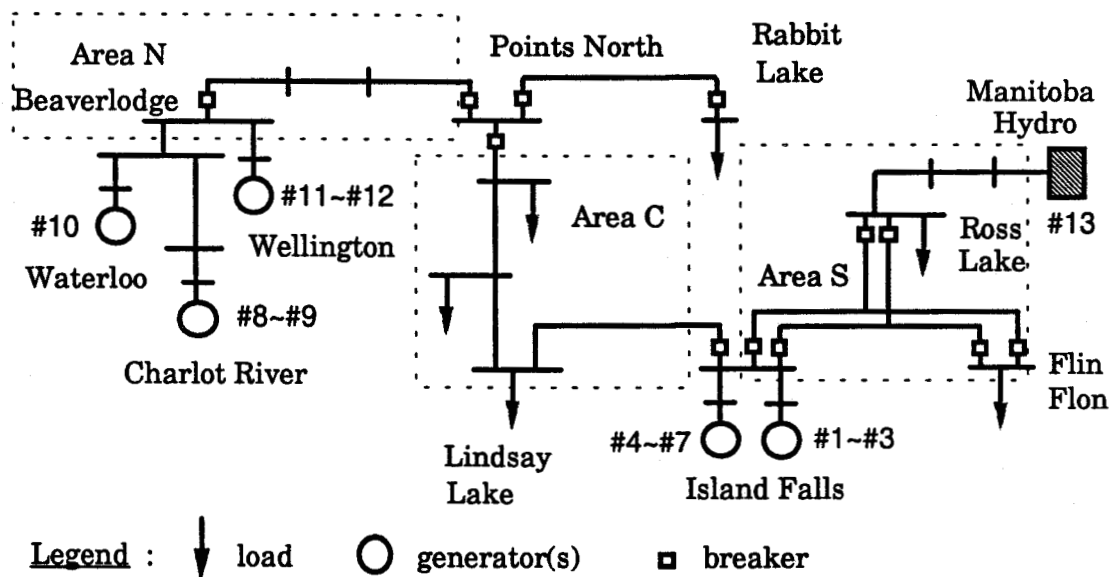 Area N
Beaverlodge
Points North
Rabbit
Lake
Manitoba
Hydro
#13
#11~#12
Wellington
#10
Waterloo
#8~#9
Charlot River
Area C
Area S
Ross
Lake
Flin
Flon
#4~#7
#1~#3
Island Falls
Lindsay
Lake
Legend : load generator(s) breaker